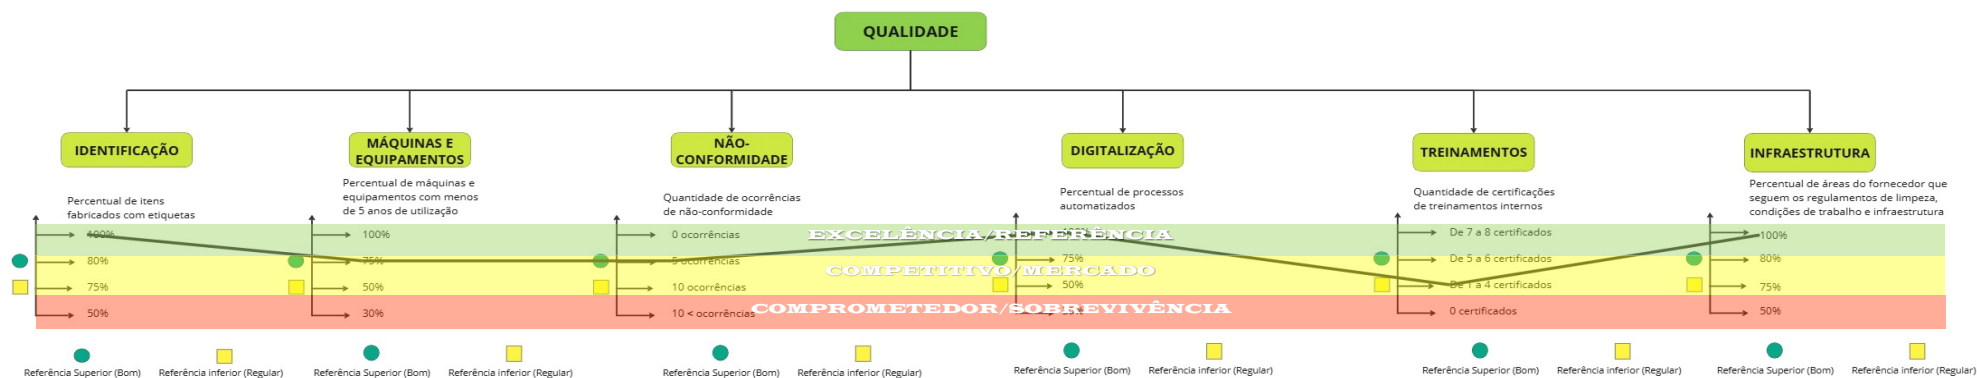 QUALIDADE
IDENTIFICAÇÃO
Percentual de itens
fabricados com etiquetas
100%
80%
75%
50%
Referência Superior (Bom)
Referência inferior (Regular)
MÁQUINAS E
EQUIPAMENTOS
Percentual de máquinas e
equipamentos com menos
de 5 anos de utilização
100%
75%
50%
30%
Referência Superior (Bom)
Referência inferior (Regular)
NÃO-
CONFORMIDADE
Quantidade de ocorrências
de não-conformidade
0 ocorrências
5 ocorrências
10 ocorrências
10 < ocorrências
Referência Superior (Bom)
Referência inferior (Regular)
DIGITALIZAÇÃO
Percentual de processos
automatizados
75%
50%
Referência Superior (Bom)
Referência inferior (Regular)
TREINAMENTOS
Quantidade de certificações
de treinamentos internos
De 7 a 8 certificados
De 5 a 6 certificados
De 1 a 4 certificados
0 certificados
Referência Superior (Bom)
Referência inferior (Regular)
INFRAESTRUTURA
Percentual de áreas do fornecedor que
seguem os regulamentos de limpeza,
condições de trabalho e infraestrutura
100%
80%
75%
50%
Referência Superior (Bom)
Referência inferior (Regular)
EXCELÊNCIA/REFERÊNCIA
COMPETITIVO/MERCADO
COMPROMETEDOR/SOBREVIVÊNCIA